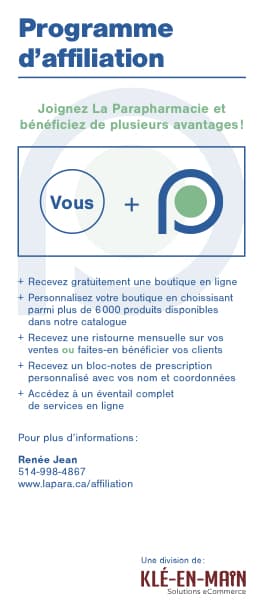 Programme
d’affiliation
Joignez La Parapharmacie et
bénéficiez de plusieurs avantages !
Vous + P
+ Recevez gratuitement une boutique en ligne
+ Personnalisez votre boutique en choissisant
parmi plus de 6 000 produits disponibles
dans notre catalogue
+ Recevez une ristourne mensuelle sur vos
ventes ou faites-en bénéficier vos clients
+ Recevez un bloc-notes de prescription
personnalisé avec vos nom et coordonnées
+ Accédez à un éventail complet
de services en ligne
Pour plus d’informations :
Renée Jean
514-998-4867
www.lapara.ca/affiliation
Une division de :
KLÉ-EN-MAIN
Solutions eCommerce